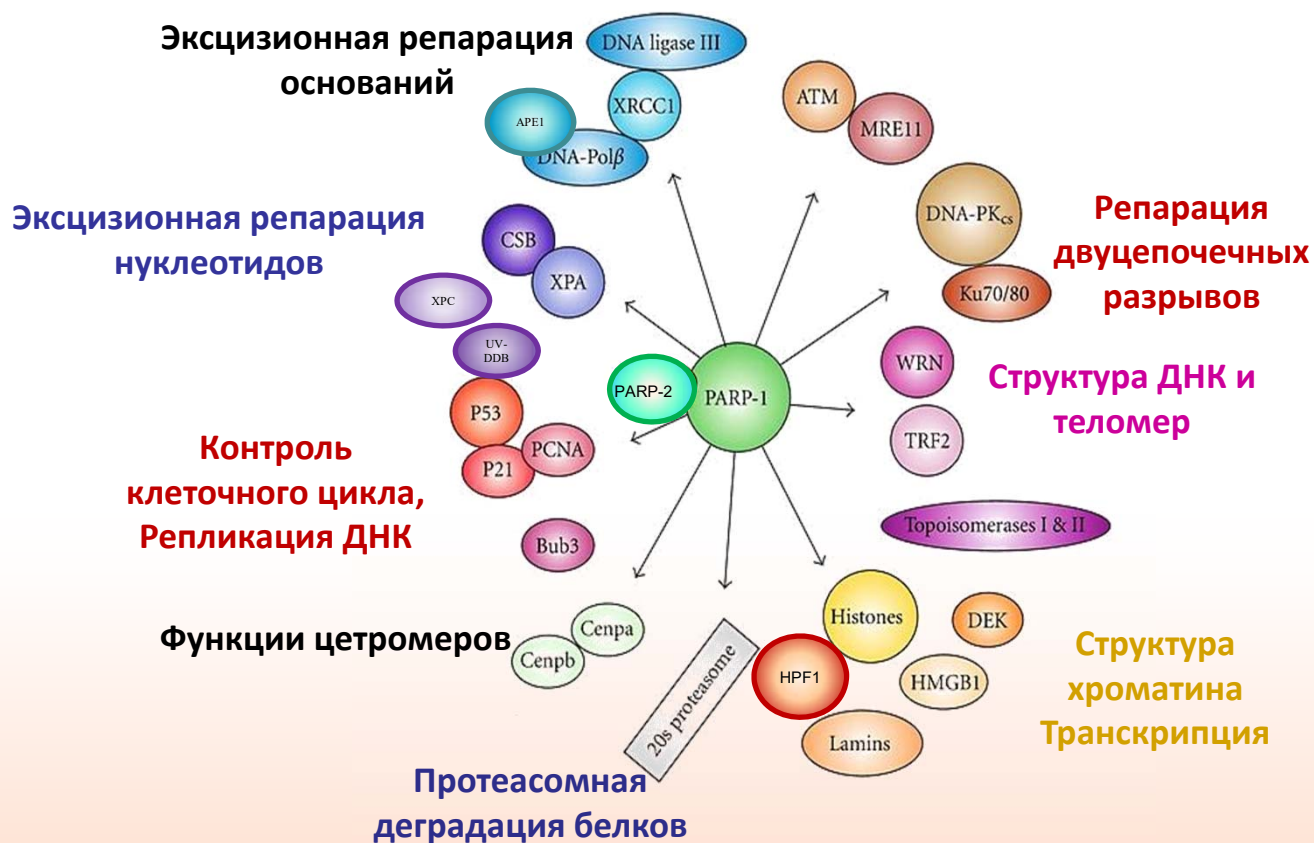 Эксцизионная репарация
оснований
DNA ligase III
XRCC1
APE1
DNA-Polβ
ATM
MRE11
Эксцизионная репарация
нуклеотидов
CSB
XPA
XPC
UV-
DDB
DNA-PKcs
Ku70/80
Репарация
двуцепочечных
разрывов
PARP-2
PARP-1
WRN
TRF2
Структура ДНК и
теломер
P53
P21
PCNA
Bub3
Контроль
клеточного цикла,
Репликация ДНК
Topoisomerases I & II
Функции цетромеров
Cenpa
Cenpb
20s proteasome
Histones
HPF1
DEK
HMGB1
Lamins
Структура
хроматина
Транскрипция
Протеасомная
деградация белков